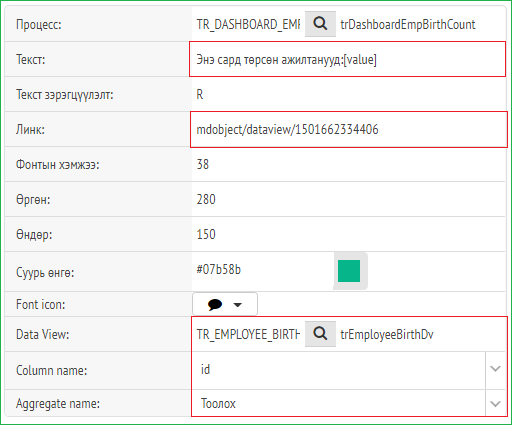 Процесс: TR_DASHBOARD_EMF trDashboardEmpBirthCount
Текст: Энэ сард төрсөн ажилтанууд:[value]
Текст зэрэгцүүлэлт: R
Линк: mdobject/dataview/1501662334406
Фонтын хэмжээ: 38
Өргөн: 280
Өндөр: 150
Суурь өнгө: #07b58b
Font icon:
Data View: TR_EMPLOYEE_BIRTH trEmployeeBirthDv
Column name: id
Aggregate name: Тоолох